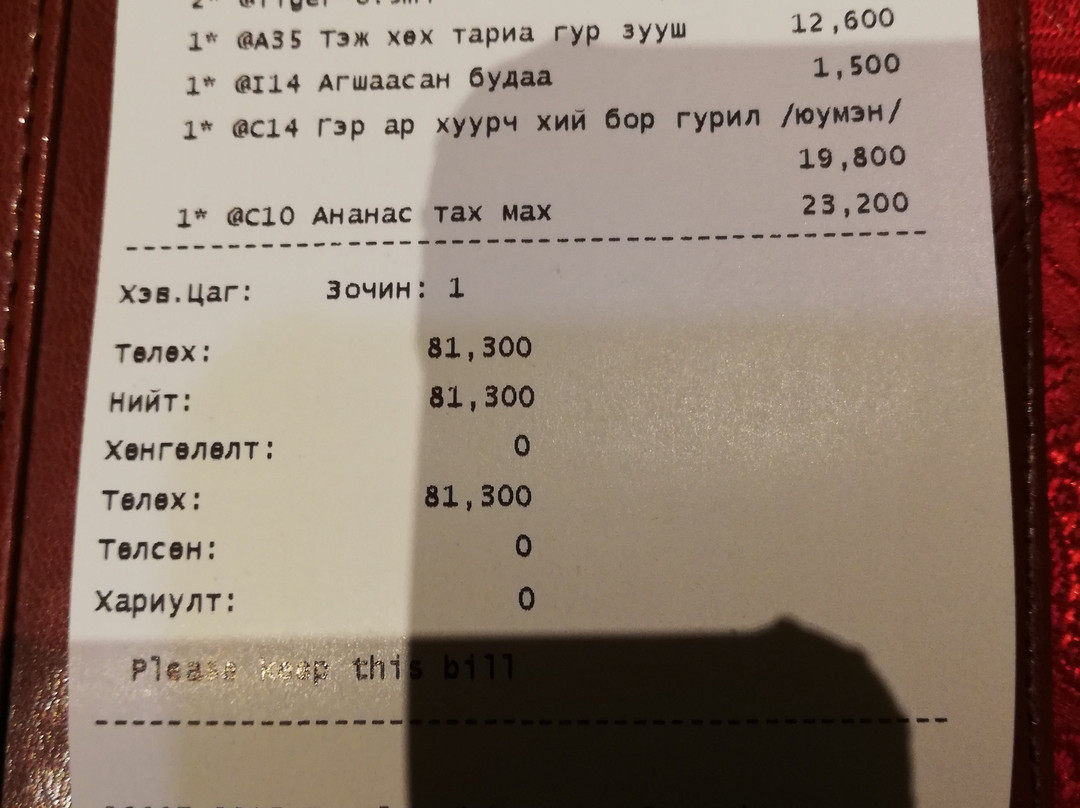 1* @A35 Тэж хөх тариа гур зууш 12,600
1* @I14 Агшаасан будаа 1,500
1* @C14 Гэр ар хуурч хий бор гурил /юумэн/
19,800
1* @C10 Ананас тах мах 23,200
Хэв.Цаг: Зочин: 1
Төлөх: 81,300
Нийт: 81,300
Хөнгөлөлт: 0
Төлөх: 81,300
Төлсөн: 0
Хариулт: 0
Please keep this bill